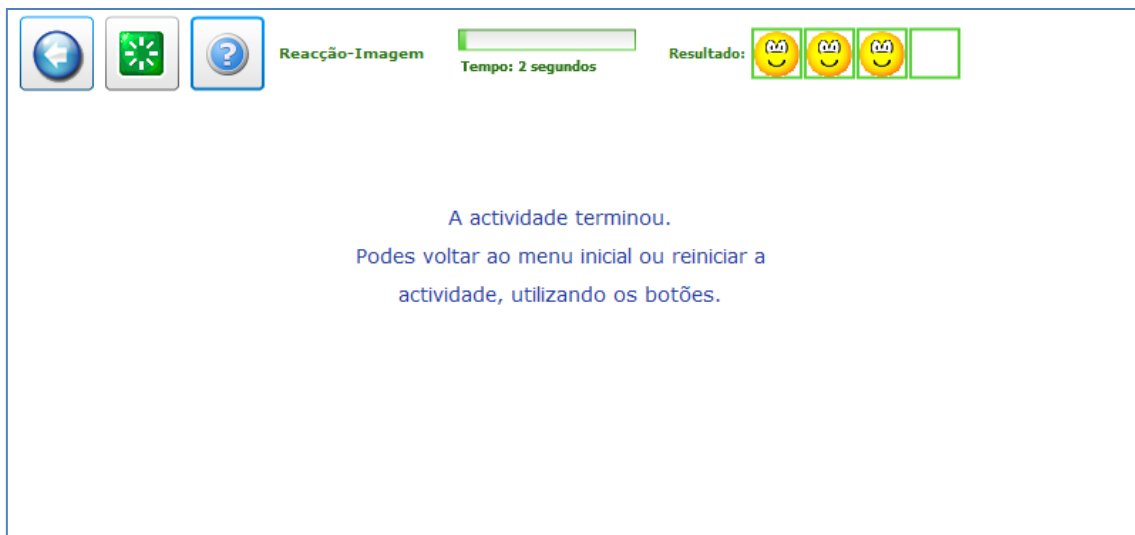 Reacção-Imagem
Tempo: 2 segundos
Resultado:
A actividade terminou.
Podes voltar ao menu inicial ou reiniciar a
actividade, utilizando os botões.